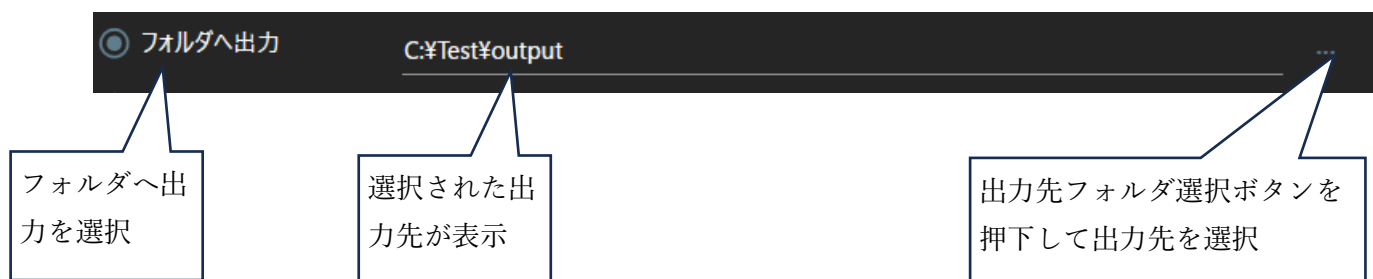 フォルダへ出力
C:¥Test¥output
...
フォルダへ出
力を選択
選択された出
力先が表示
出力先フォルダ選択ボタンを
押下して出力先を選択